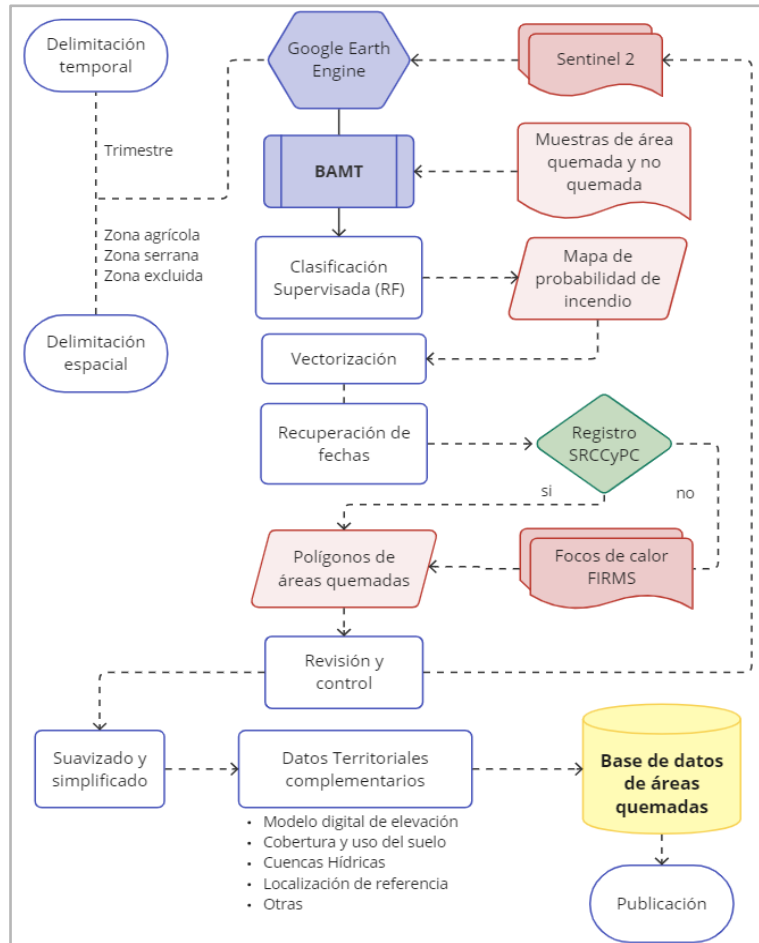 Delimitación
temporal
Google Earth
Engine
Sentinel 2
Trimestre
BAMT
Muestras de área
quemada y no
quemada
Zona agrícola
Zona serrana
Zona excluida
Clasificación
Supervisada (RF)
Mapa de
probabilidad de
incendio
Delimitación
espacial
Vectorización
Recuperación de
fechas
Registro
SRCCyPC
si
no
Polígonos de
áreas quemadas
Focos de calor
FIRMS
Revisión y
control
Suavizado y
simplificado
Datos Territoriales
complementarios
Base de datos
de áreas
quemadas
• Modelo digital de elevación
• Cobertura y uso del suelo
• Cuencas Hídricas
• Localización de referencia
• Otras
Publicación